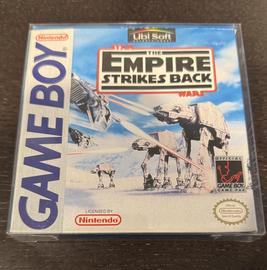 Nintendo
GAME BOY
Ubi Soft
STAR
THE
EMPIRE
STRIKES BACK
WARS
OFFICIAL
GAME BOY
GAME PAK
LICENSED BY
Nintendo
Nintendo